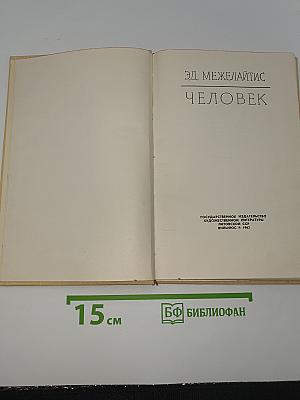 ЭД. МЕЖЕЛАЙТИС
ЧЕЛОВЕК
ГОСУДАРСТВЕННОЕ ИЗДАТЕЛЬСТВО
ХУДОЖЕСТВЕННОЙ ЛИТЕРАТУРЫ
ЛИТОВСКОЙ ССР
ВИЛЬНЮС
15 см
БФ БИБЛИОФАН